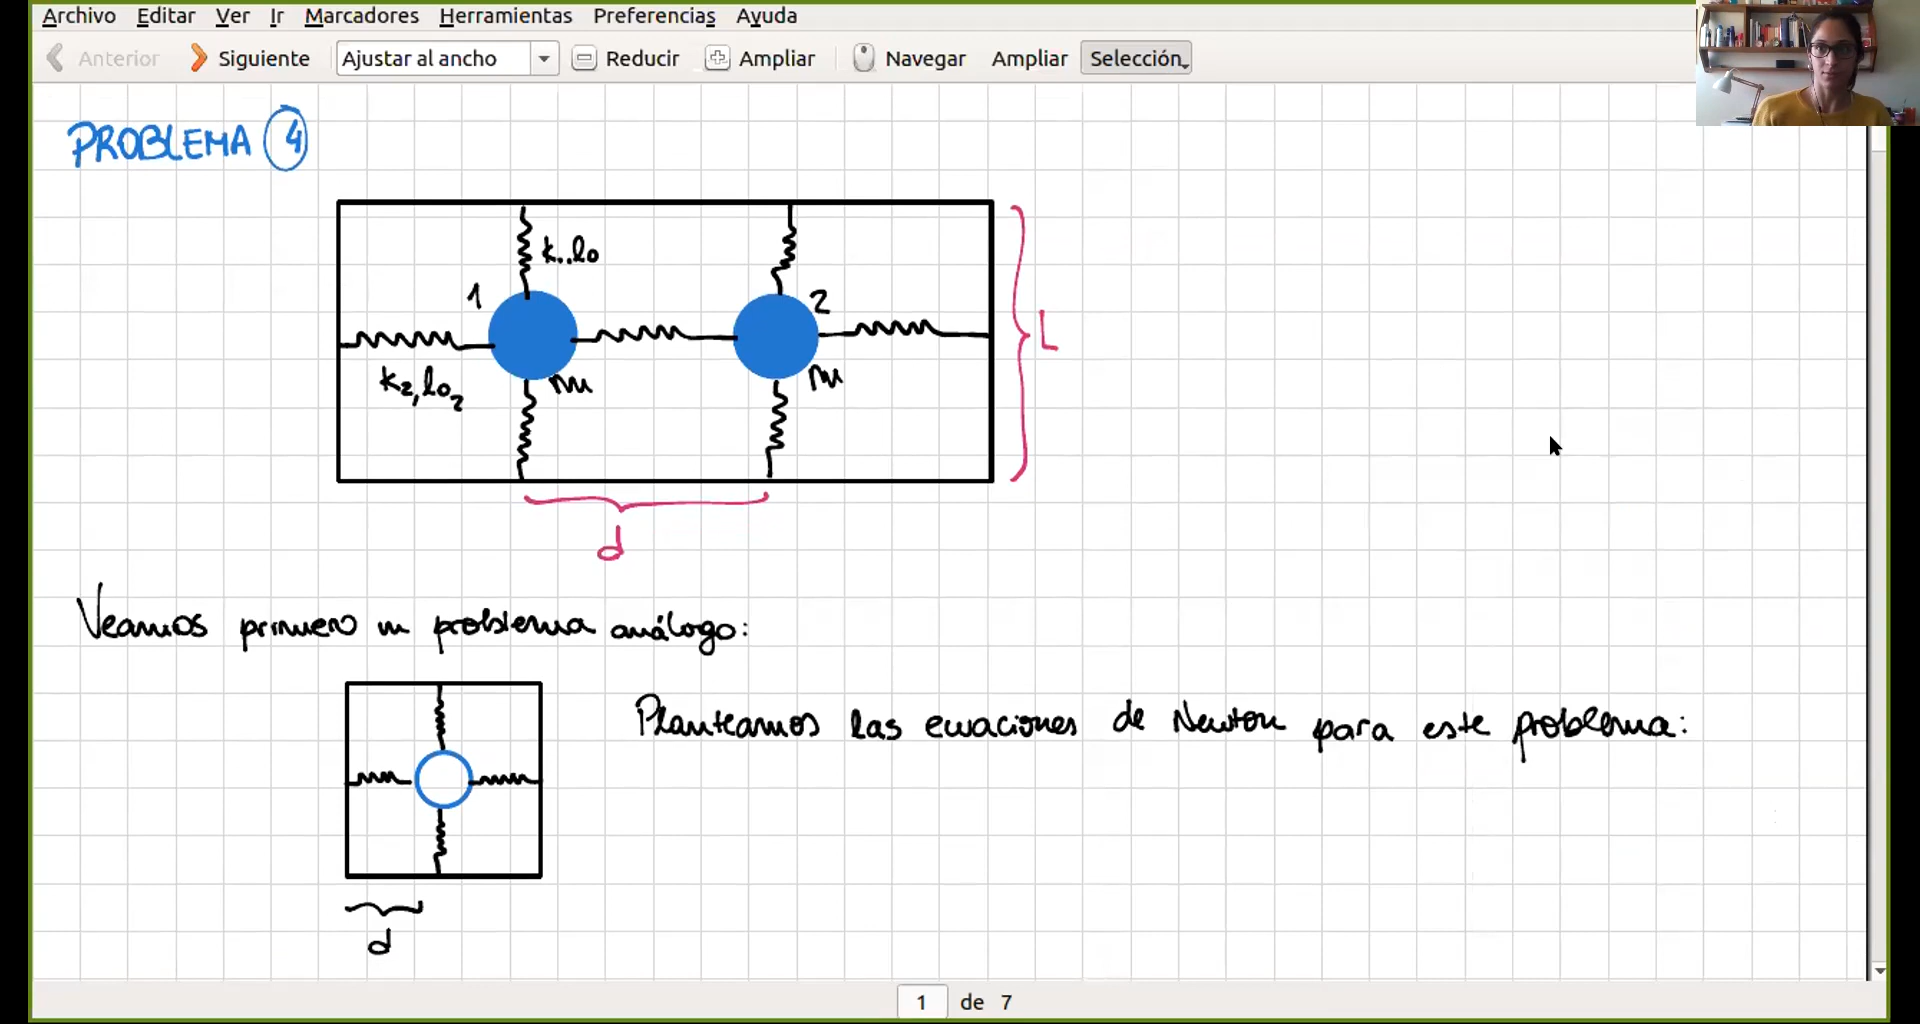 Archivo Editar Ver Ir Marcadores Herramientas Preferencias Ayuda
Anterior Siguiente Ajustar al ancho Reducir Ampliar Navegar Ampliar Selección
PROBLEMA 4
k,,lo
1
2
L
k2,lo2
m
m
d
Veamos primero un problema análogo:
Planteamos las ecuaciones de Newton para este problema:
d
1 de 7